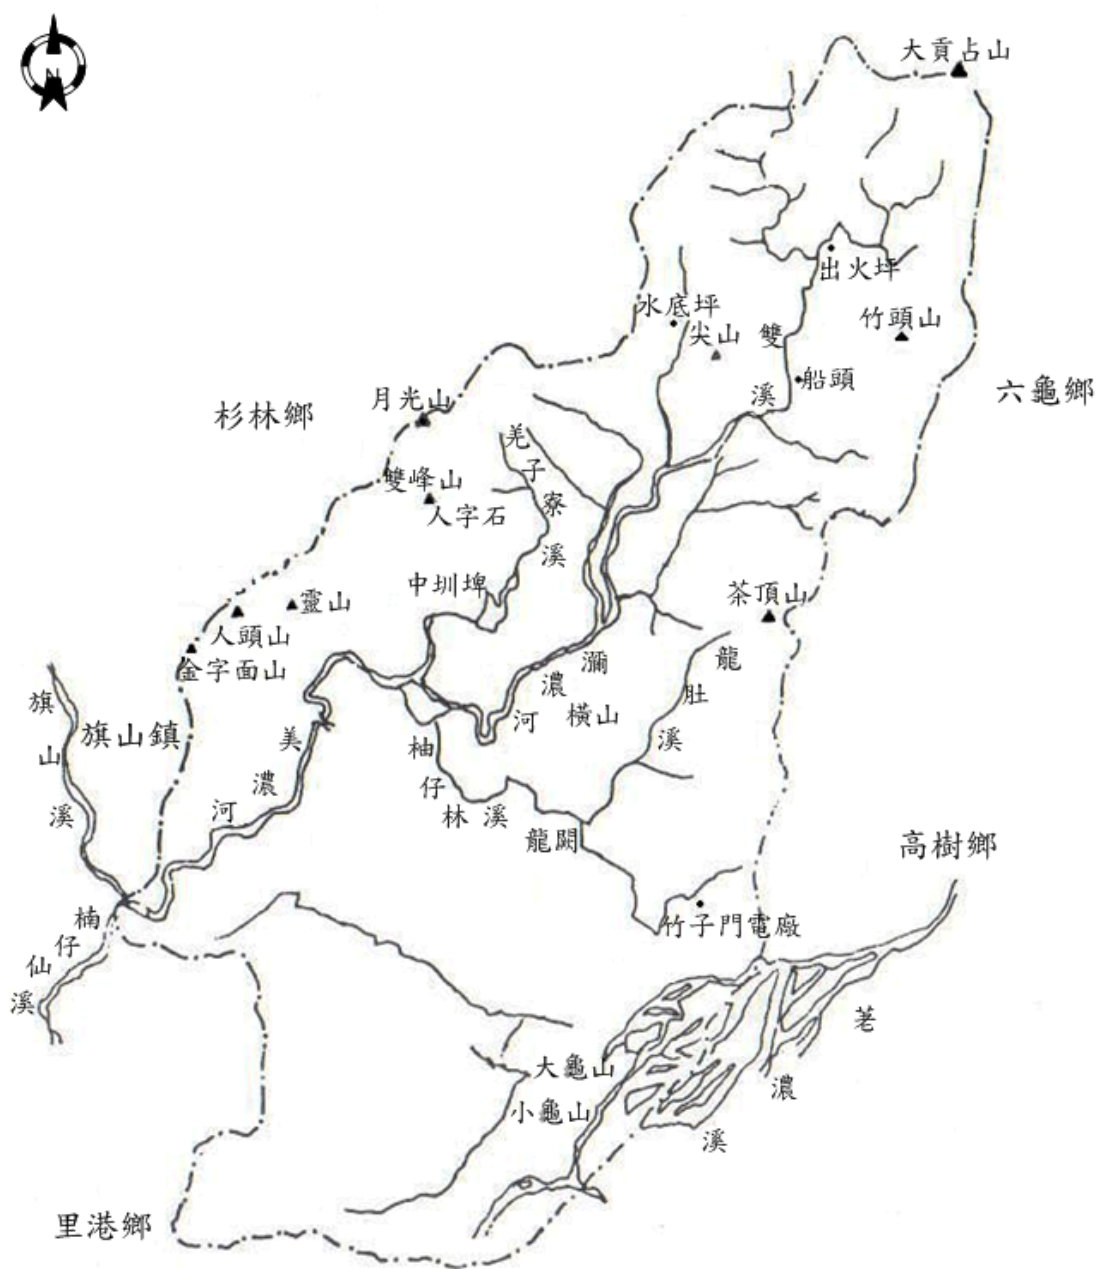 N
大貢占山
出火坪
竹頭山
水底坪
尖山
雙溪
船頭
六龜鄉
杉林鄉
月光山
雙峰山
人字石
羌子寮溪
中圳埤
茶頂山
靈山
人頭山
金字面山
瀰濃河
橫山
龍肚溪
旗山溪
旗山鎮
美濃河
柚仔林溪
龍闕
高樹鄉
竹子門電廠
楠仔仙溪
荖濃溪
大龜山
小龜山
里港鄉